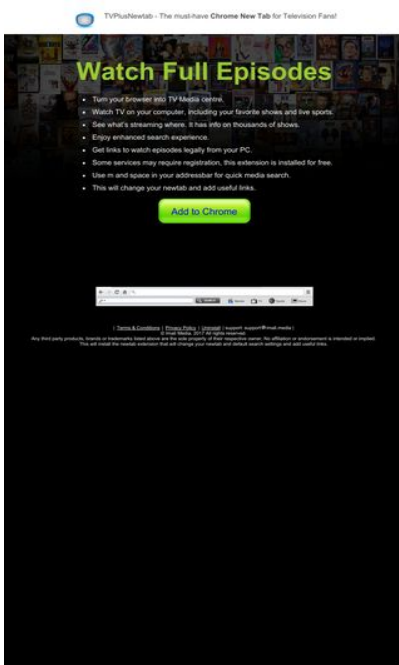 TVPlusNewtab - The must-have Chrome New Tab for Television Fans!
Watch Full Episodes
• Turn your browser into TV Media centre.
• Watch TV on your computer, including your favorite shows and live sports.
• See what's streaming where. It has info on thousands of shows.
• Enjoy enhanced search experience.
• Get links to watch episodes legally from your PC.
• Some services may require registration, this extension is installed for free.
• Use m and space in your addressbar for quick media search.
• This will change your newtab and add useful links.
Add to Chrome
| Terms & Conditions | Privacy Policy | Uninstall | support: support@imali.media |
© Imali Media. 2017 All rights reserved.
Any third party products, brands or trademarks listed above are the sole property of their respective owner. No affiliation or endorsement is intended or implied.
This will install the newtab extension that will change your newtab and default search settings and add useful links.